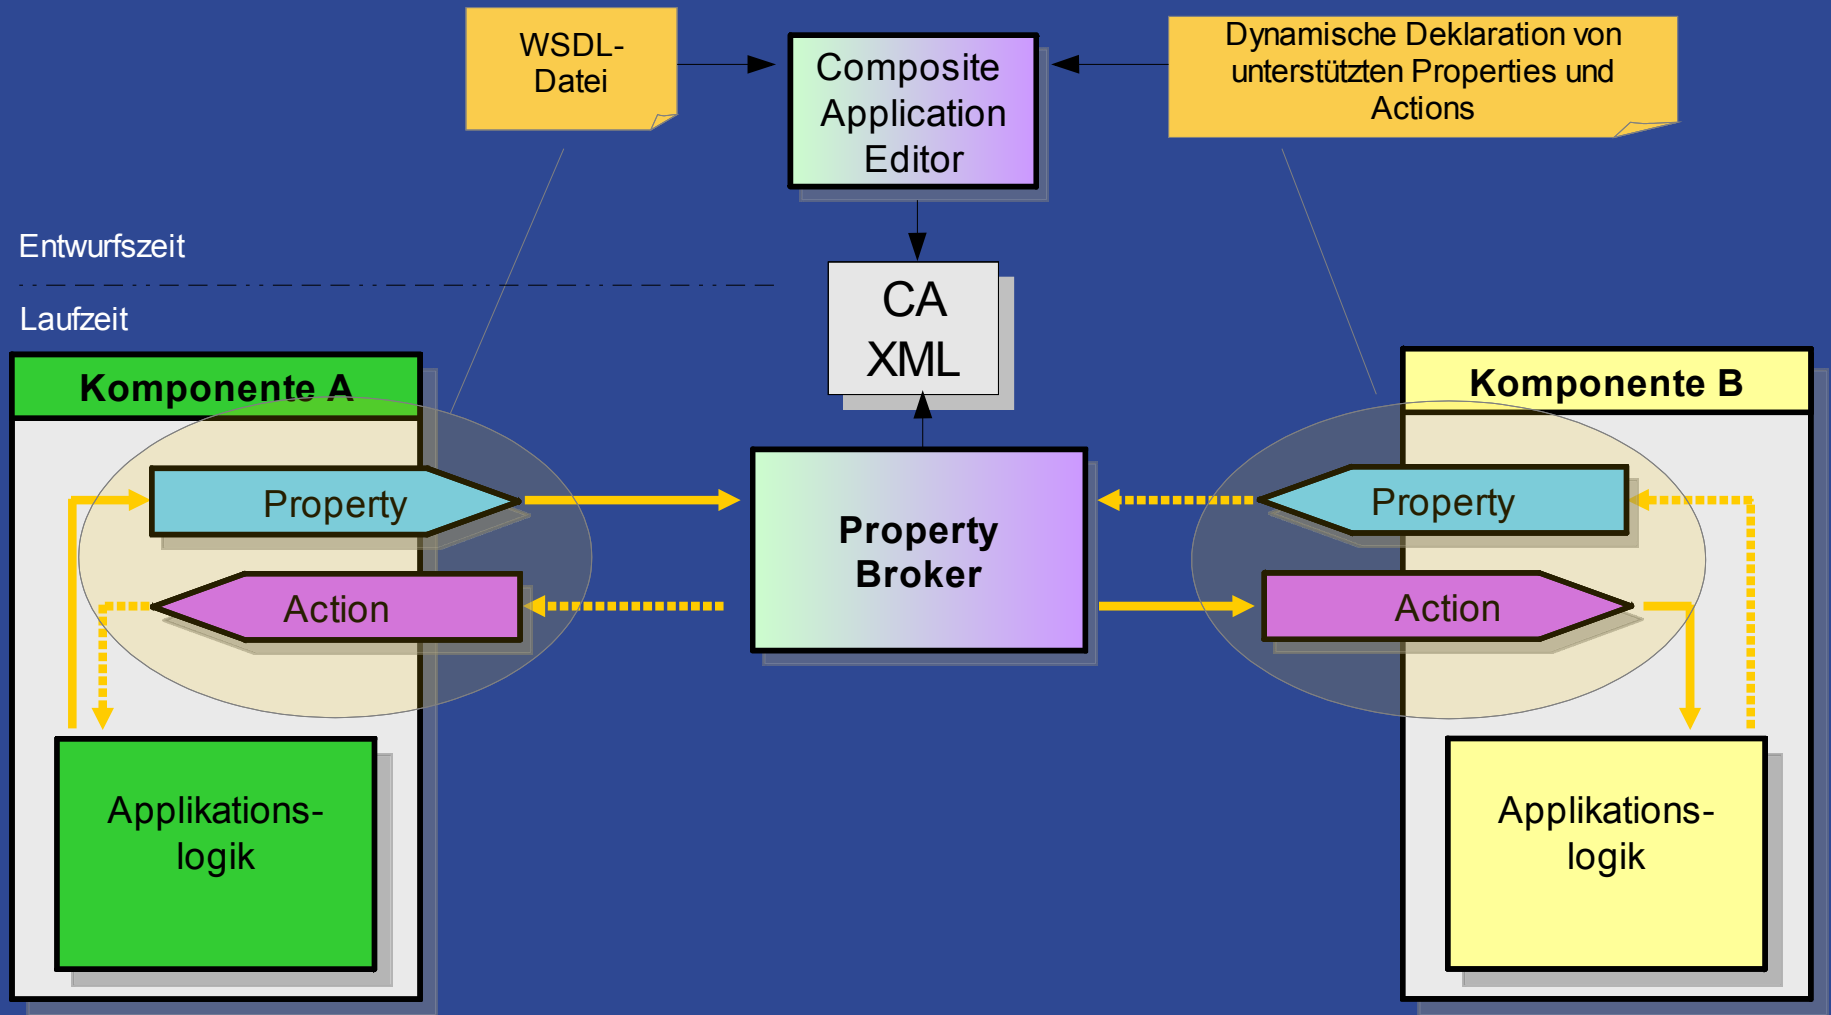 WSDL-
Datei
Composite
Application
Editor
Dynamische Deklaration von
unterstützten Properties und
Actions
Entwurfszeit
Laufzeit
CA
XML
Komponente A
Property
Action
Applikations-
logik
Property
Broker
Komponente B
Property
Action
Applikations-
logik